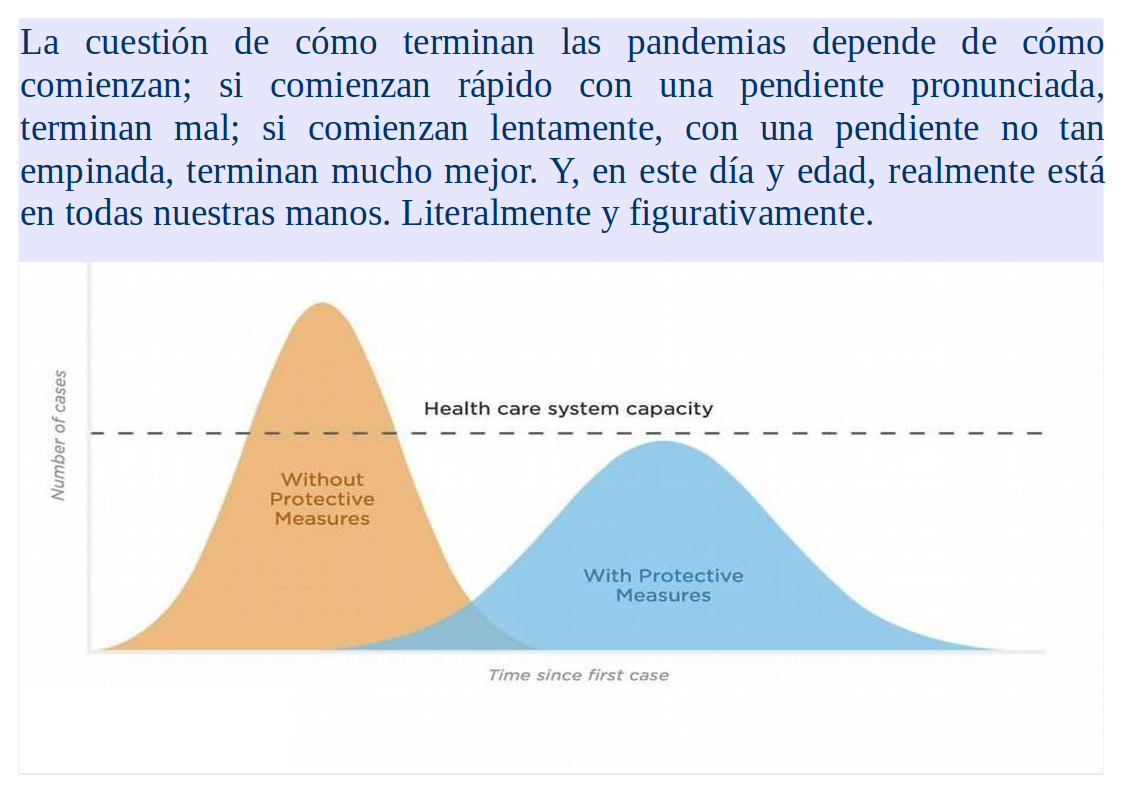 La cuestión de cómo terminan las pandemias depende de cómo
comienzan; si comienzan rápido con una pendiente pronunciada,
terminan mal; si comienzan lentamente, con una pendiente no tan
empinada, terminan mucho mejor. Y, en este día y edad, realmente está
en todas nuestras manos. Literalmente y figurativamente.
Number of cases
Health care system capacity
Without
Protective
Measures
With Protective
Measures
Time since first case